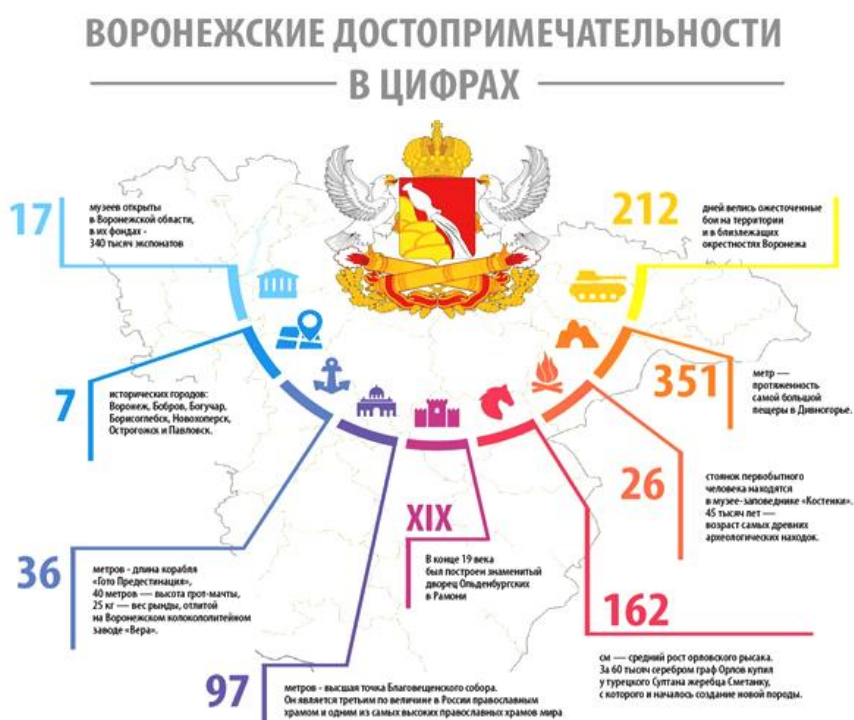 ВОРОНЕЖСКИЕ ДОСТОПРИМЕЧАТЕЛЬНОСТИ
В ЦИФРАХ
17
музеев открыты
в Воронежской области,
в их фондах -
340 тысяч экспонатов
212
дней велись ожесточенные
бои на территории
и в близлежащих
окрестностях Воронежа
7
исторических городов:
Воронеж, Бобров, Богучар,
Борисоглебск, Новохоперск,
Острогожск и Павловск.
351
метр —
протяженность
самой большой
пещеры в Дивногорье.
26
стоянок первобытного
человека находятся
в музее-заповеднике «Костенки».
45 тысяч лет —
возраст самых древних
археологических находок.
36
метров - длина корабля
«Гото Предестинация»,
40 метров — высота грот-мачты,
25 кг — вес рынды, отлитой
на Воронежском колокололитейном
заводе «Вера».
XIX
В конце 19 века
был построен знаменитый
дворец Ольденбургских
в Рамони
162
см — средний рост орловского рысака.
За 60 тысяч серебром граф Орлов купил
у турецкого Султана жеребца Сметанку,
с которого и началось создание новой породы.
97
метров - высшая точка Благовещенского собора.
Он является третьим по величине в России православным
храмом и одним из самых высоких православных храмов мира